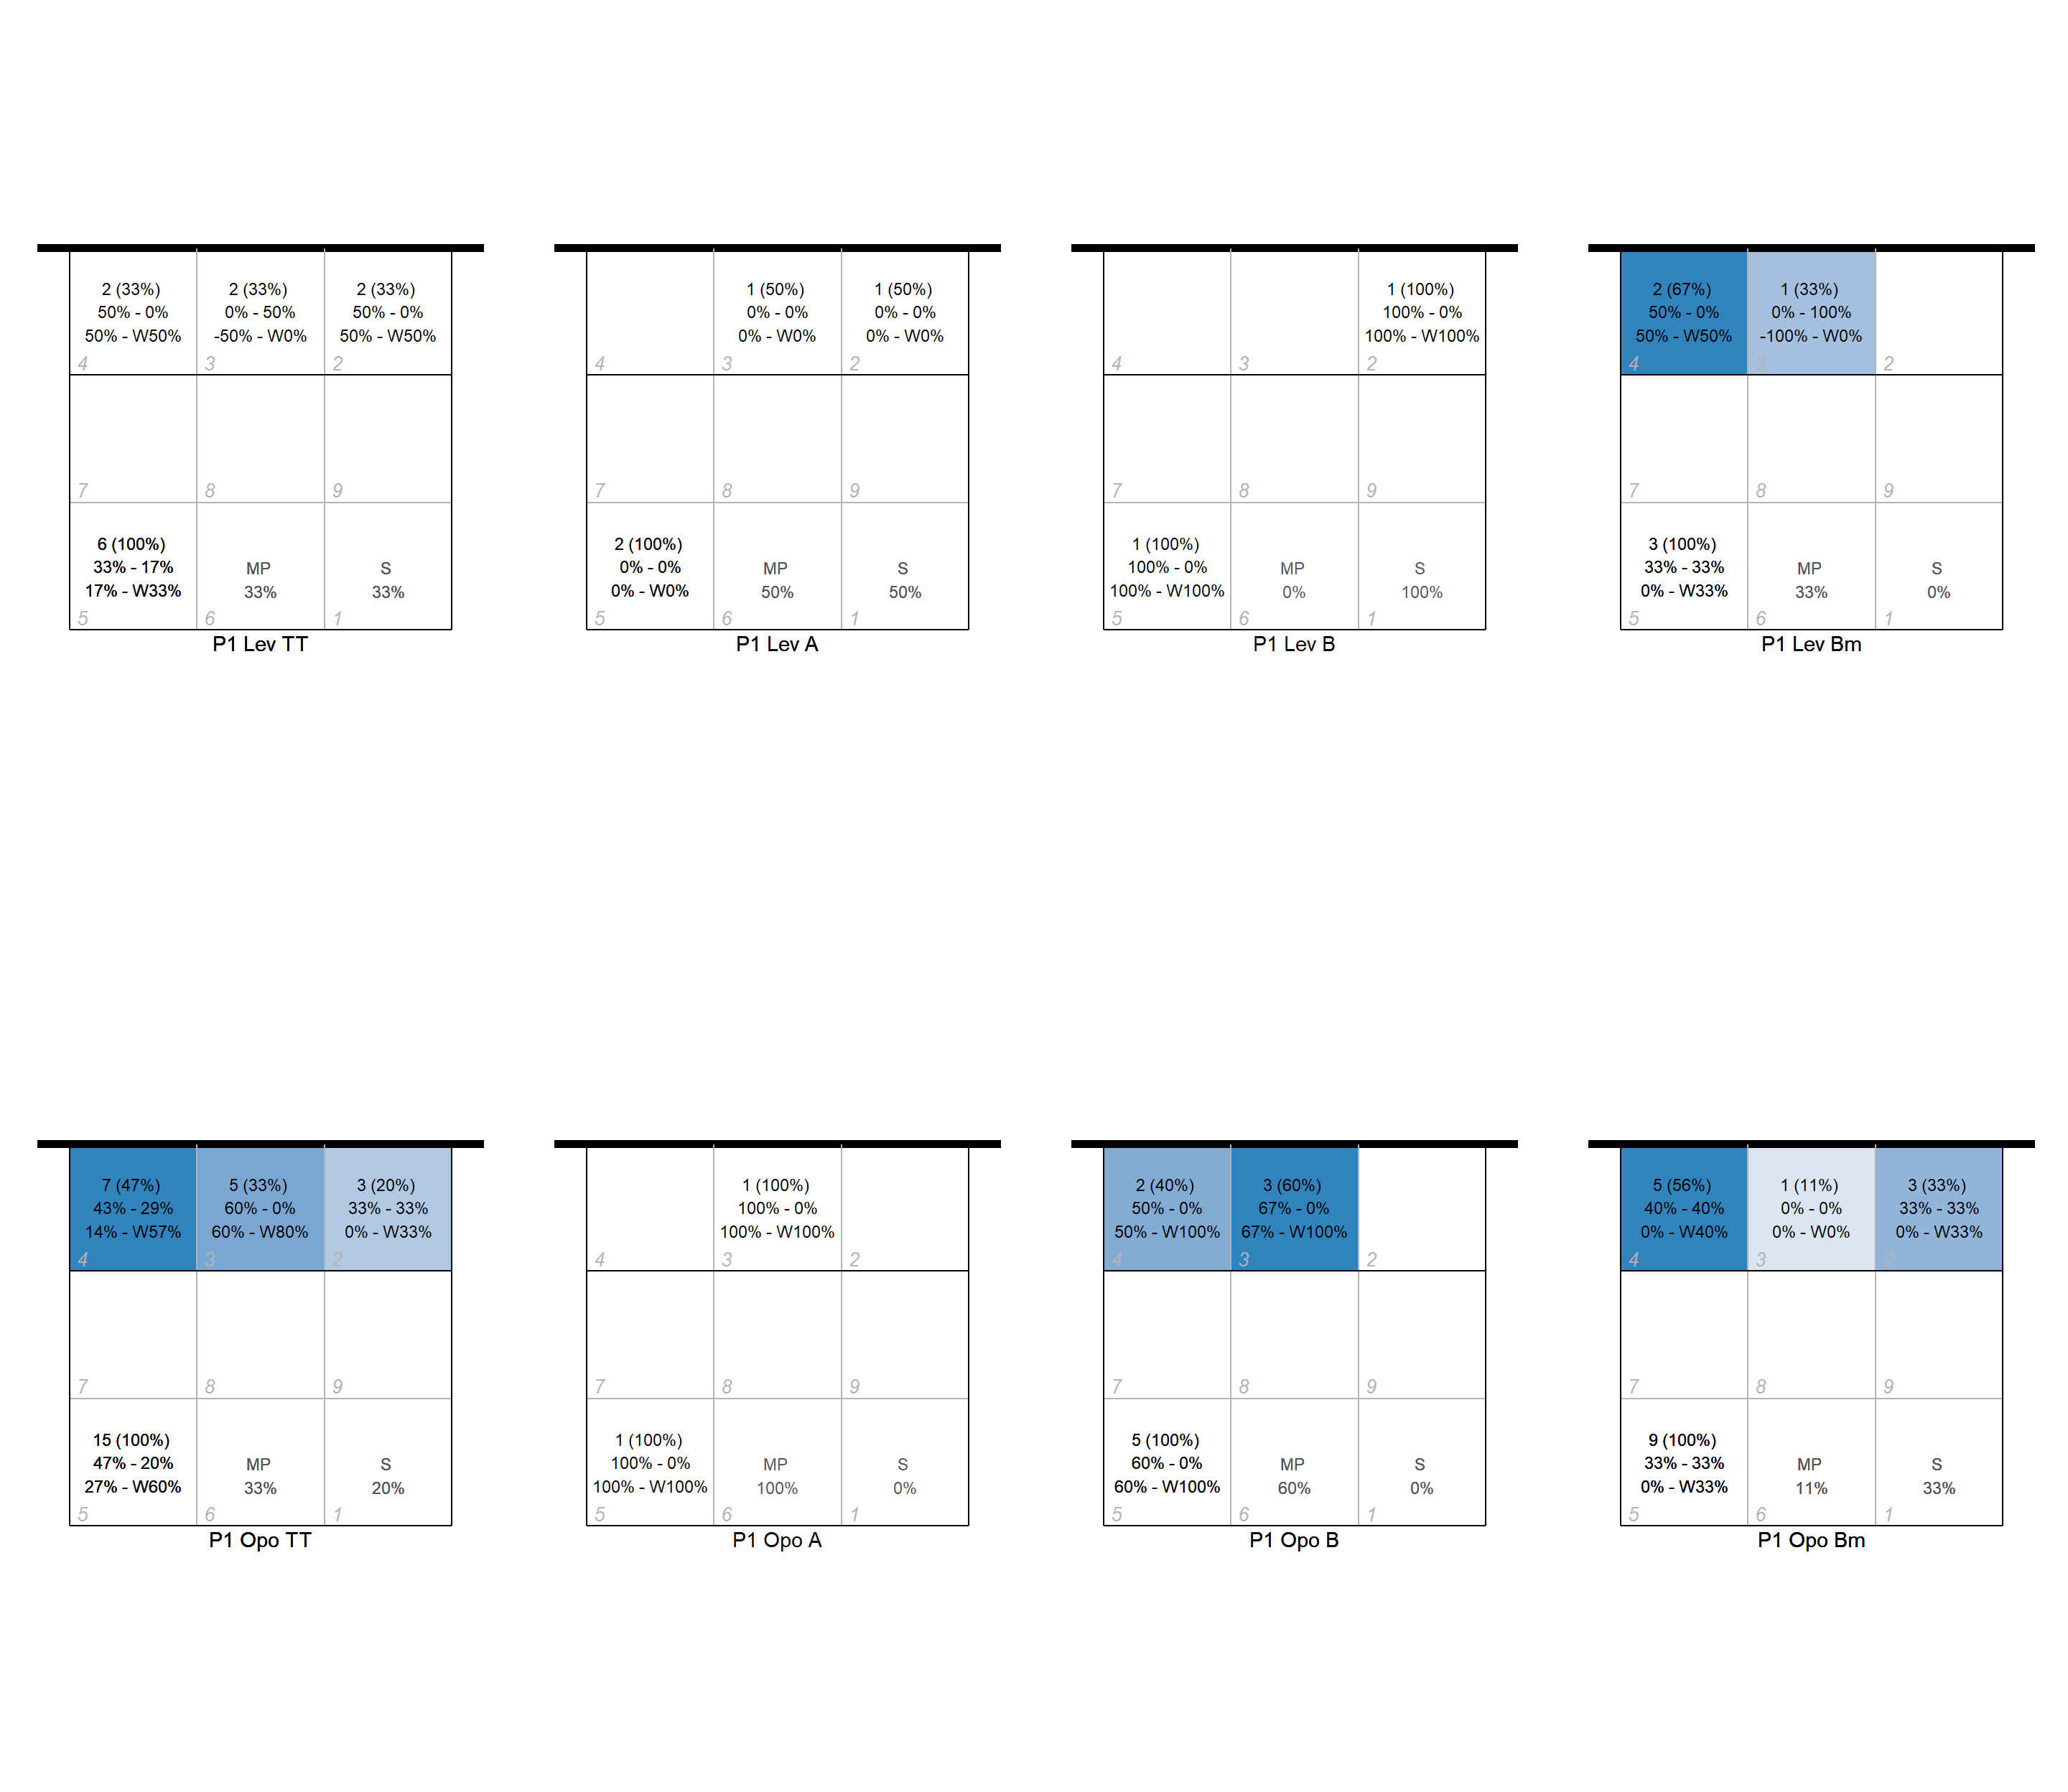 2 (33%)
50% - 0%
50% - W50%
4
2 (33%)
0% - 50%
-50% - W0%
3
2 (33%)
50% - 0%
50% - W50%
2
7
8
9
6 (100%)
33% - 17%
17% - W33%
5
MP
33%
6
S
33%
1
P1 Lev TT
4
1 (50%)
0% - 0%
0% - W0%
3
1 (50%)
0% - 0%
0% - W0%
2
7
8
9
2 (100%)
0% - 0%
0% - W0%
5
MP
50%
6
S
50%
1
P1 Lev A
4
3
1 (100%)
100% - 0%
100% - W100%
2
7
8
9
1 (100%)
100% - 0%
100% - W100%
5
MP
0%
6
S
100%
1
P1 Lev B
2 (67%)
50% - 0%
50% - W50%
4
1 (33%)
0% - 100%
-100% - W0%
3
2
7
8
9
3 (100%)
33% - 33%
0% - W33%
5
MP
33%
6
S
0%
1
P1 Lev Bm
7 (47%)
43% - 29%
14% - W57%
4
5 (33%)
60% - 0%
60% - W80%
3
3 (20%)
33% - 33%
0% - W33%
2
7
8
9
15 (100%)
47% - 20%
27% - W60%
5
MP
33%
6
S
20%
1
P1 Opo TT
4
1 (100%)
100% - 0%
100% - W100%
3
2
7
8
9
1 (100%)
100% - 0%
100% - W100%
5
MP
100%
6
S
0%
1
P1 Opo A
2 (40%)
50% - 0%
50% - W100%
4
3 (60%)
67% - 0%
67% - W100%
3
2
7
8
9
5 (100%)
60% - 0%
60% - W100%
5
MP
60%
6
S
0%
1
P1 Opo B
5 (56%)
40% - 40%
0% - W40%
4
1 (11%)
0% - 0%
0% - W0%
3
3 (33%)
33% - 33%
0% - W33%
2
7
8
9
9 (100%)
33% - 33%
0% - W33%
5
MP
11%
6
S
33%
1
P1 Opo Bm